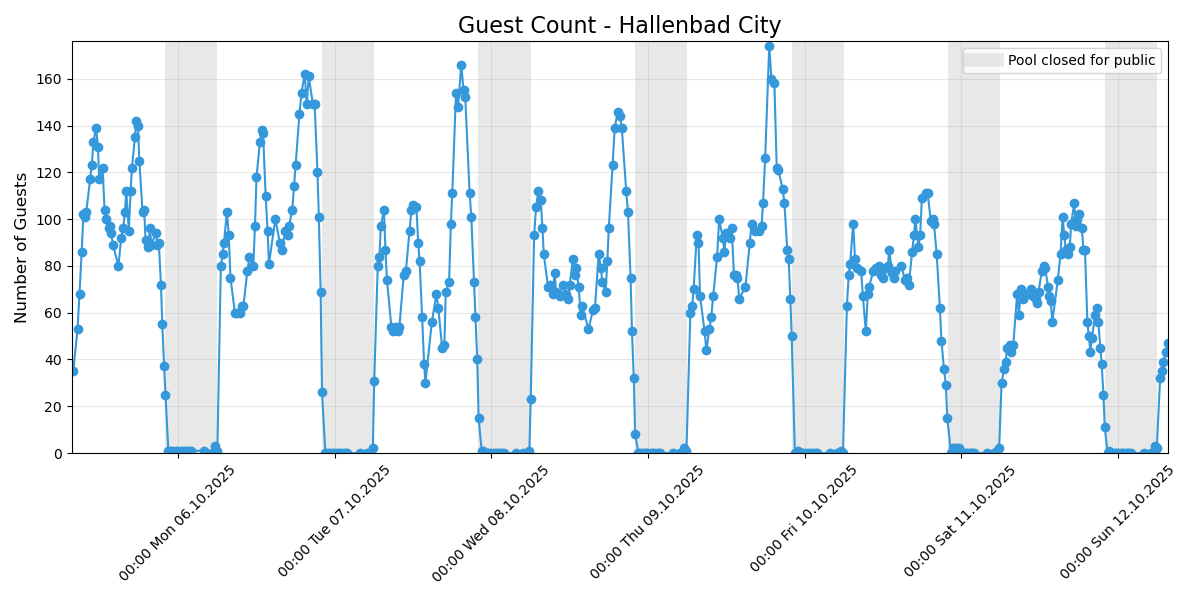 Guest Count - Hallenbad City
Pool closed for public
Number of Guests
160
140
120
100
80
60
40
20
0
00:00 Mon 06.10.2025
00:00 Tue 07.10.2025
00:00 Wed 08.10.2025
00:00 Thu 09.10.2025
00:00 Fri 10.10.2025
00:00 Sat 11.10.2025
00:00 Sun 12.10.2025